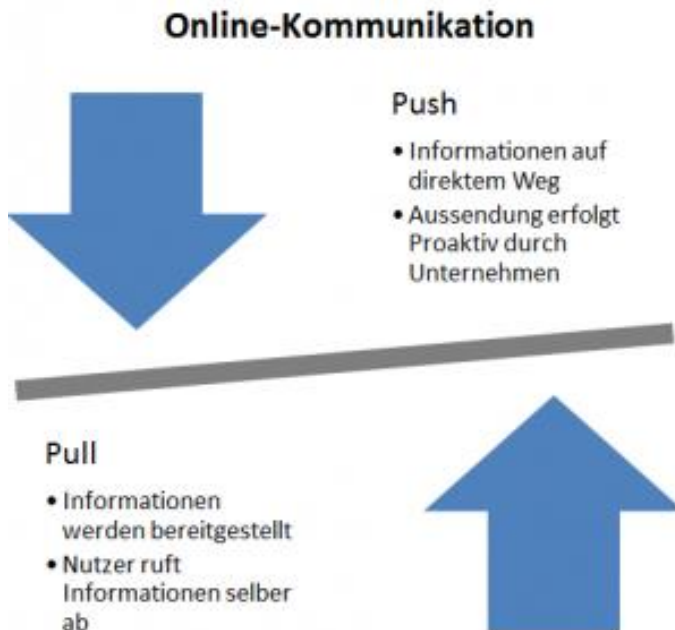 Online-Kommunikation
Push
• Informationen auf
direktem Weg
• Aussendung erfolgt
Proaktiv durch
Unternehmen
Pull
• Informationen
werden bereitgestellt
• Nutzer ruft
Informationen selber
ab